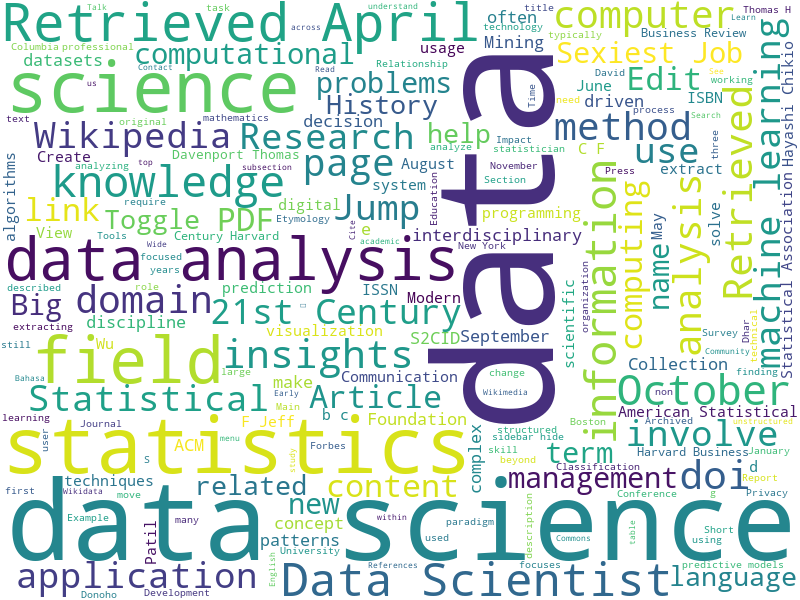 Retrieved April
Columbia
Talk
professional
task
across
understand
often
title
technology
Mining
typically
computer
Learn
Thomas H
Business Review
datasets
computational
usage
Sexiest Job
science
us
Contact
Read
Relationship
problems
History
decision
June
David
Edit
working
need
driven
ISBN
process
Search
text
original
mathematics
Wikipedia
Research
help
Impact
analyze
statistician
method
three
Create
Davenport Thomas
analyzing
top
subsection
page
August
November
Section
C F
Press
use
extract
See
algorithms
knowledge
require
digital
system
Education
Time
data
machine learning
Hayashi Chikio
Statistical Association
Retrieved
link
Toggle PDF
Etymology
Jump
Cite
academic
programming
information
computing
analysis
name
May
solve
View
Tools
Wide
Century Harvard
e
interdisciplinary
New York
data analysis
focused
years
described
role
prediction
ISSN
Modern
scientific
organization
Big
domain
21st Century
extracting
discipline
visualization
S2CID
September
Survey
Dhar
technical
Community
still
Wu
field
insights
large
change
Collection
finding
Bahasa
make
Communication
Wikimedia
Early
Main
learning
Statistical
Article
October
non
unstructured
Journal
F Jeff
b c
Foundation
structured
sidebar hide
Boston
American Statistical
Archived
user
statistics
ACM
menu
Forbes
skill
beyond
complex
term
involve
Harvard Business
January
S
study
Classification
management
doi
d
Report
Privacy
first
techniques
Wikidata
move
related
content
Conference
g
Example
many
new
concept
within
paradigm
description
Commons
table
Short
using
data science
Patil
patterns
University
used
English
References
focuses
predictive models
application
Donoho
Development
Data Scientist
language